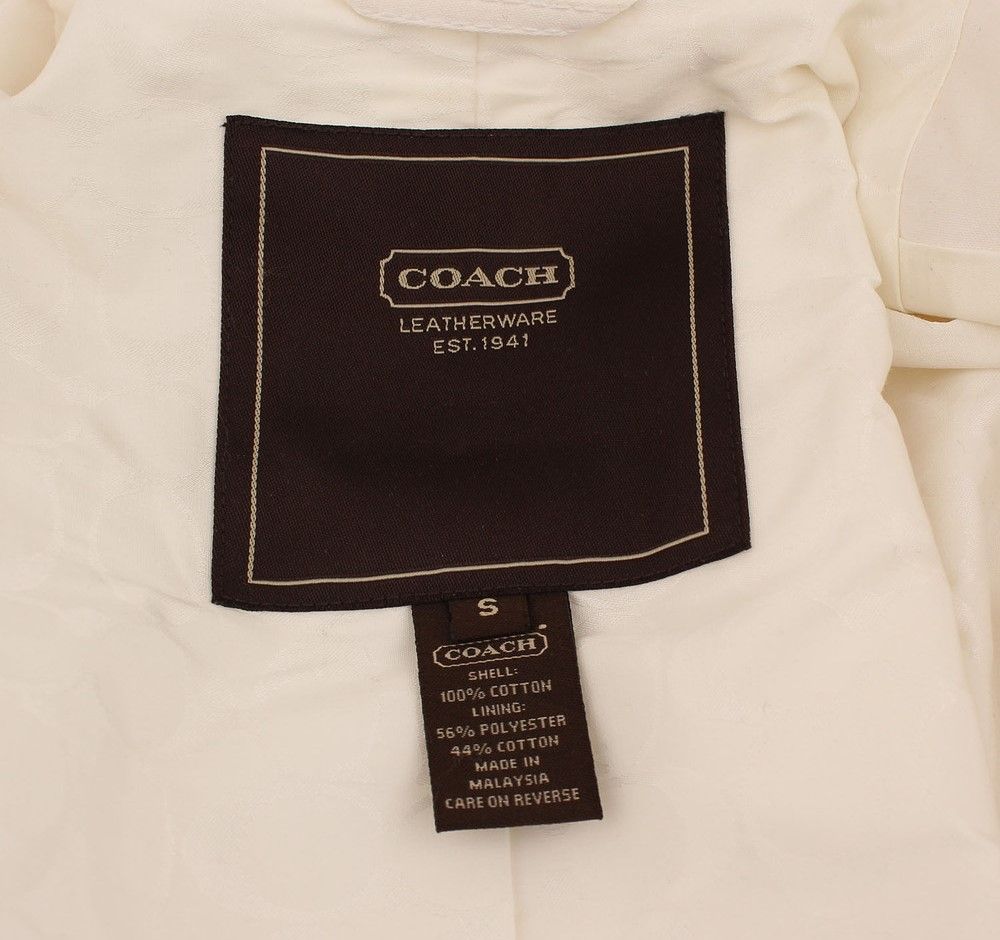 COACH
LEATHERWARE
EST. 1941
S
COACH
SHELL:
100% COTTON
LINING:
56% POLYESTER
44% COTTON
MADE IN
MALAYSIA
CARE ON REVERSE